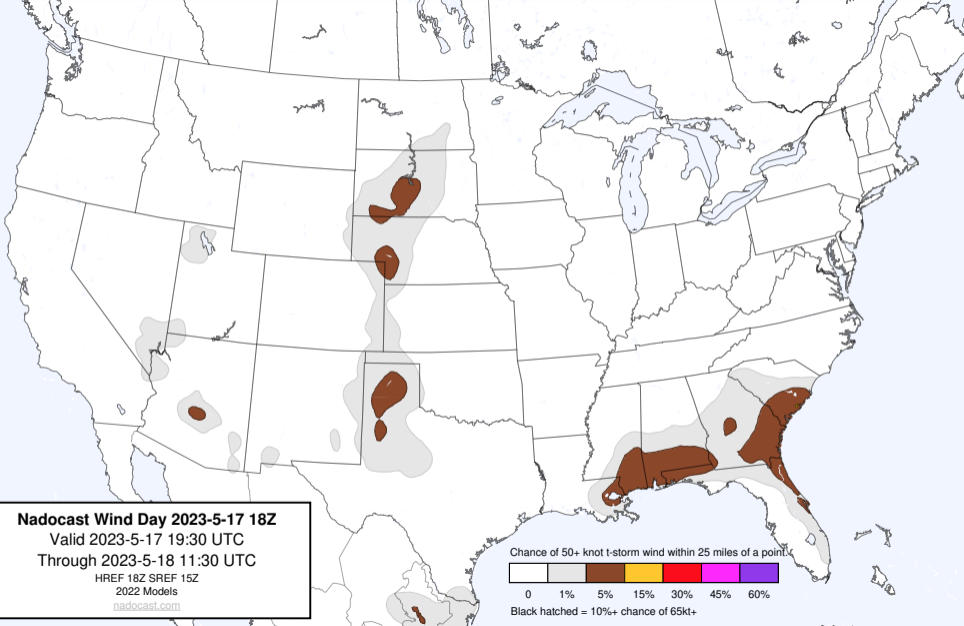 Nadocast Wind Day 2023-5-17 18Z
Valid 2023-5-17 19:30 UTC
Through 2023-5-18 11:30 UTC
HREF 18Z SREF 15Z
2022 Models
nadocast.com
Chance of 50+ knot t-storm wind within 25 miles of a point.
0 1% 5% 15% 30% 45% 60%
Black hatched = 10%+ chance of 65kt+